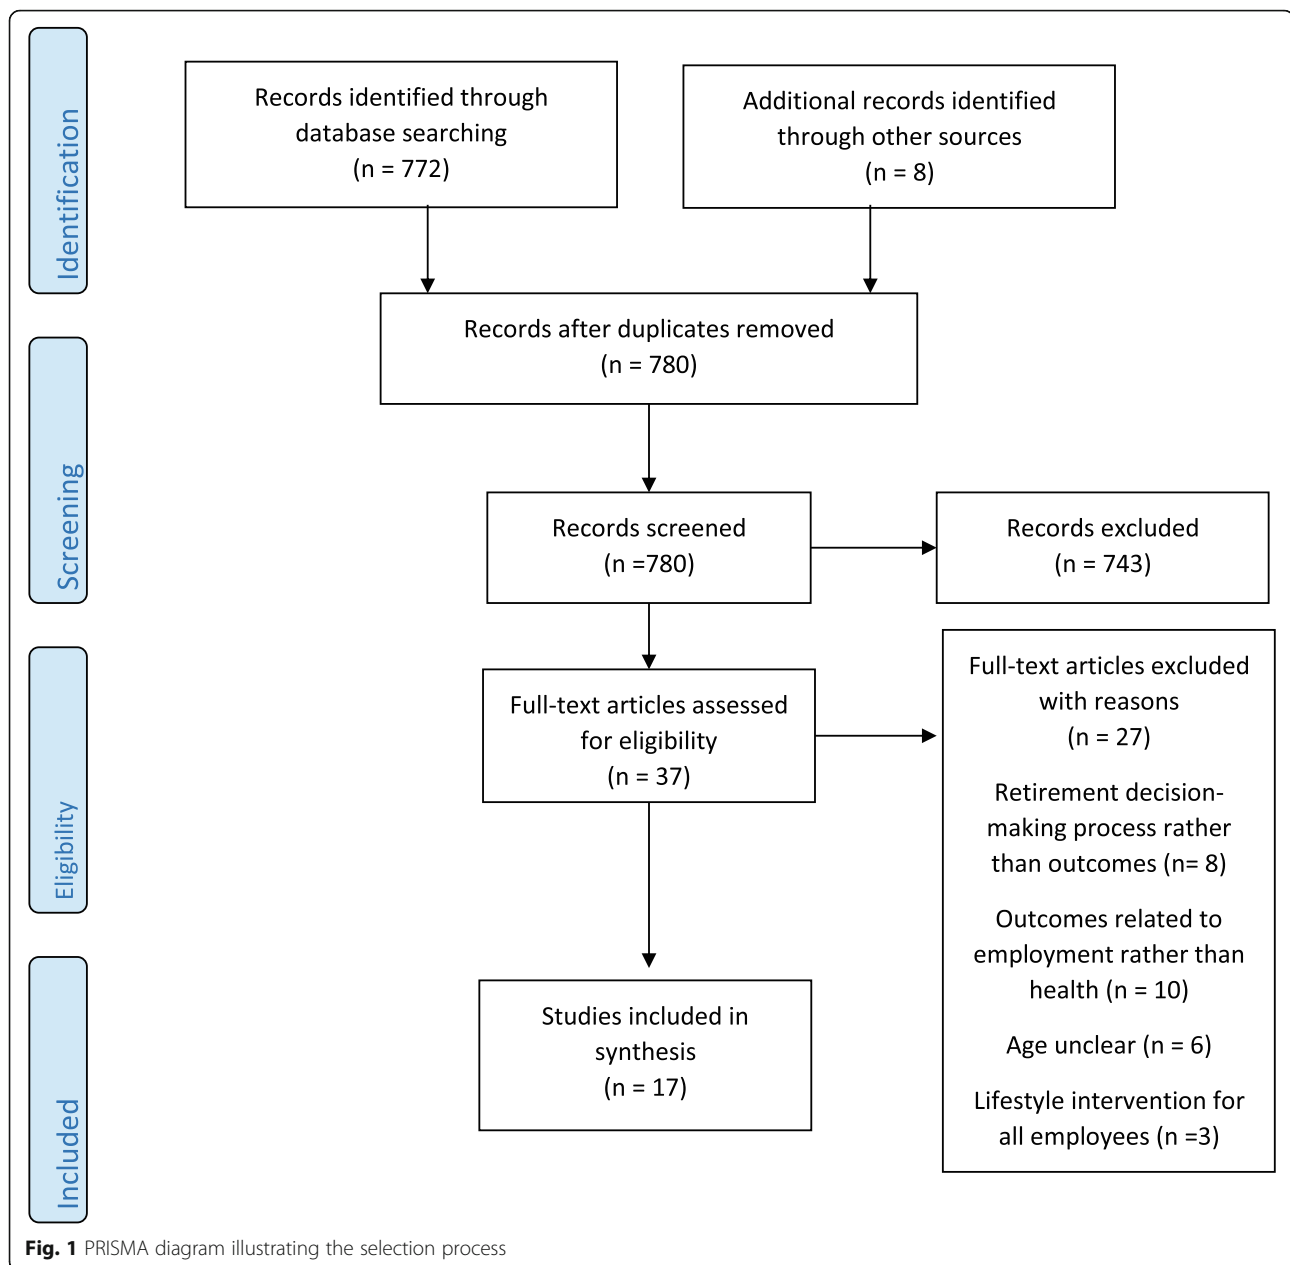 Identification
Records identified through
database searching
(n = 772)
Additional records identified
through other sources
(n = 8)
Records after duplicates removed
(n = 780)
Screening
Records screened
(n =780)
Records excluded
(n = 743)
Eligibility
Full-text articles assessed
for eligibility
(n = 37)
Full-text articles excluded
with reasons
(n = 27)
Retirement decision-
making process rather
than outcomes (n= 8)
Outcomes related to
employment rather than
health (n = 10)
Age unclear (n = 6)
Lifestyle intervention for
all employees (n =3)
Included
Studies included in
synthesis
(n = 17)
Fig. 1 PRISMA diagram illustrating the selection process